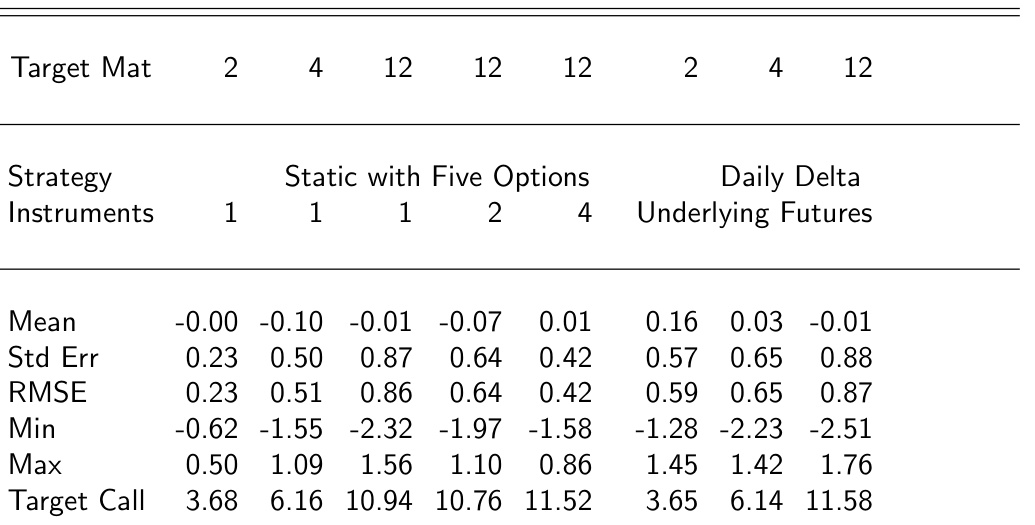 Target Mat 2 4 12 12 12 2 4 12
Strategy Static with Five Options Daily Delta
Instruments 1 1 1 2 4 Underlying Futures
Mean -0.00 -0.10 -0.01 -0.07 0.01 0.16 0.03 -0.01
Std Err 0.23 0.50 0.87 0.64 0.42 0.57 0.65 0.88
RMSE 0.23 0.51 0.86 0.64 0.42 0.59 0.65 0.87
Min -0.62 -1.55 -2.32 -1.97 -1.58 -1.28 -2.23 -2.51
Max 0.50 1.09 1.56 1.10 0.86 1.45 1.42 1.76
Target Call 3.68 6.16 10.94 10.76 11.52 3.65 6.14 11.58